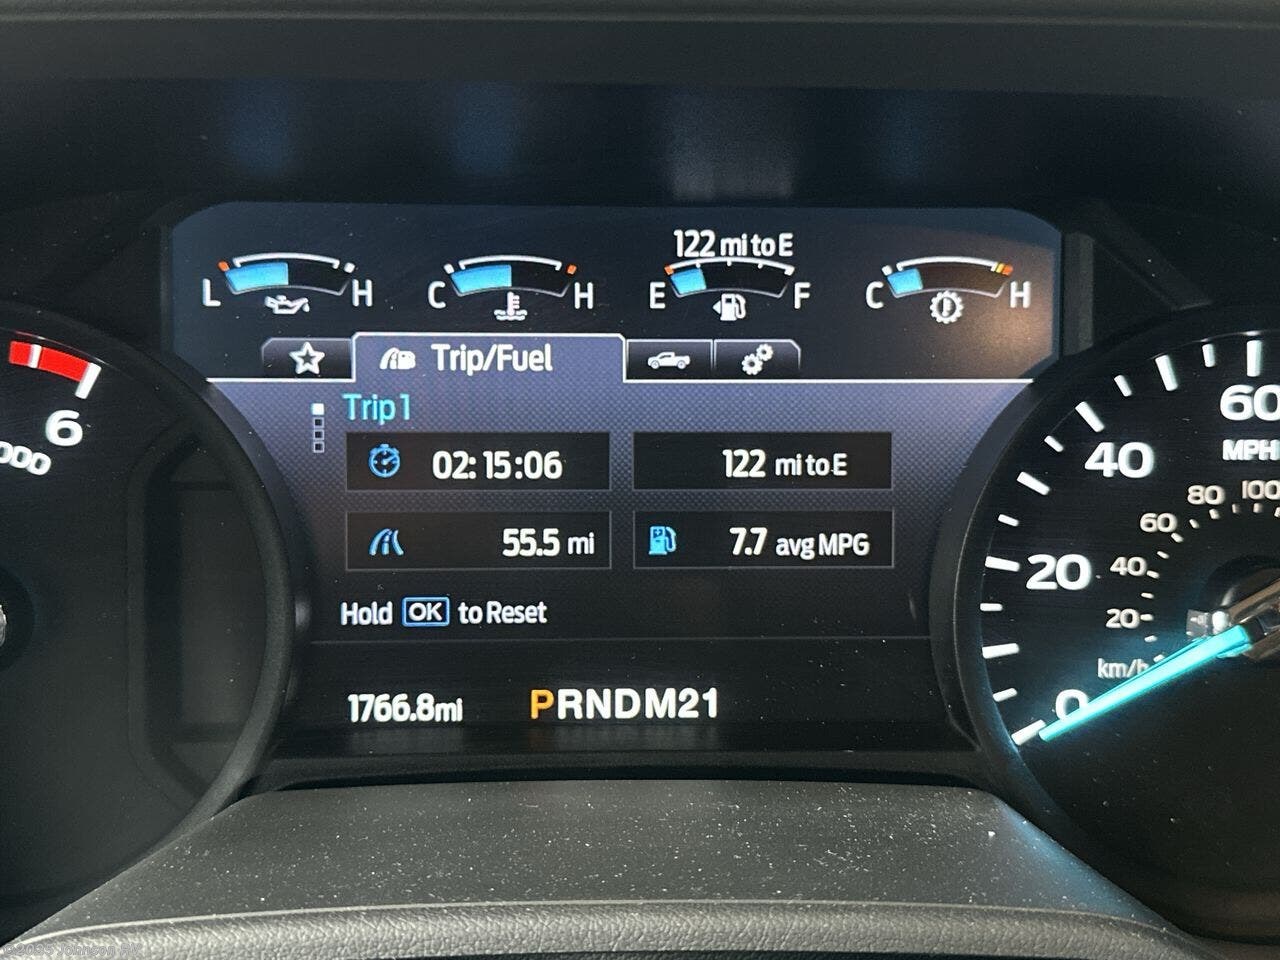 122 mi to E
L H C H E F C H
Trip/Fuel
Trip 1
02:15:06
122 mi to E
55.5 mi
7.7 avg MPG
Hold OK to Reset
1766.8mi
PRNDM21
6
000
60
MPH
40
80 100
60
20
40
20
km/h
0